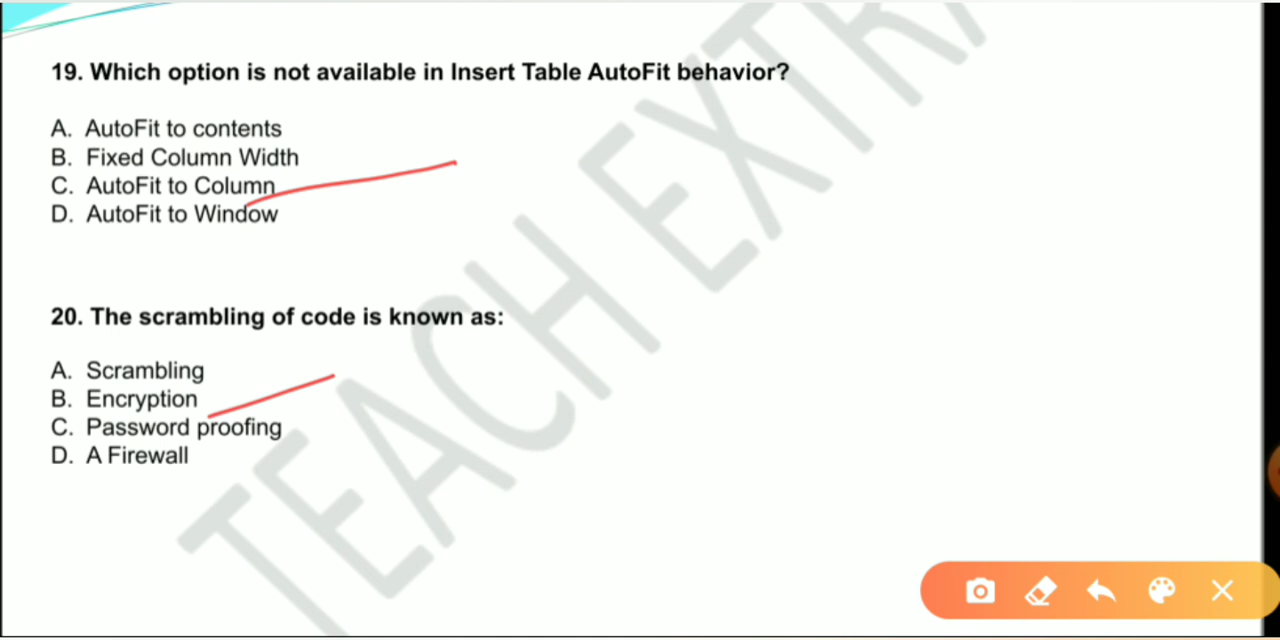 19. Which option is not available in Insert Table AutoFit behavior?
A. AutoFit to contents
B. Fixed Column Width
C. AutoFit to Column
D. AutoFit to Window
20. The scrambling of code is known as:
A. Scrambling
B. Encryption
C. Password proofing
D. A Firewall
TEACH EXTRA